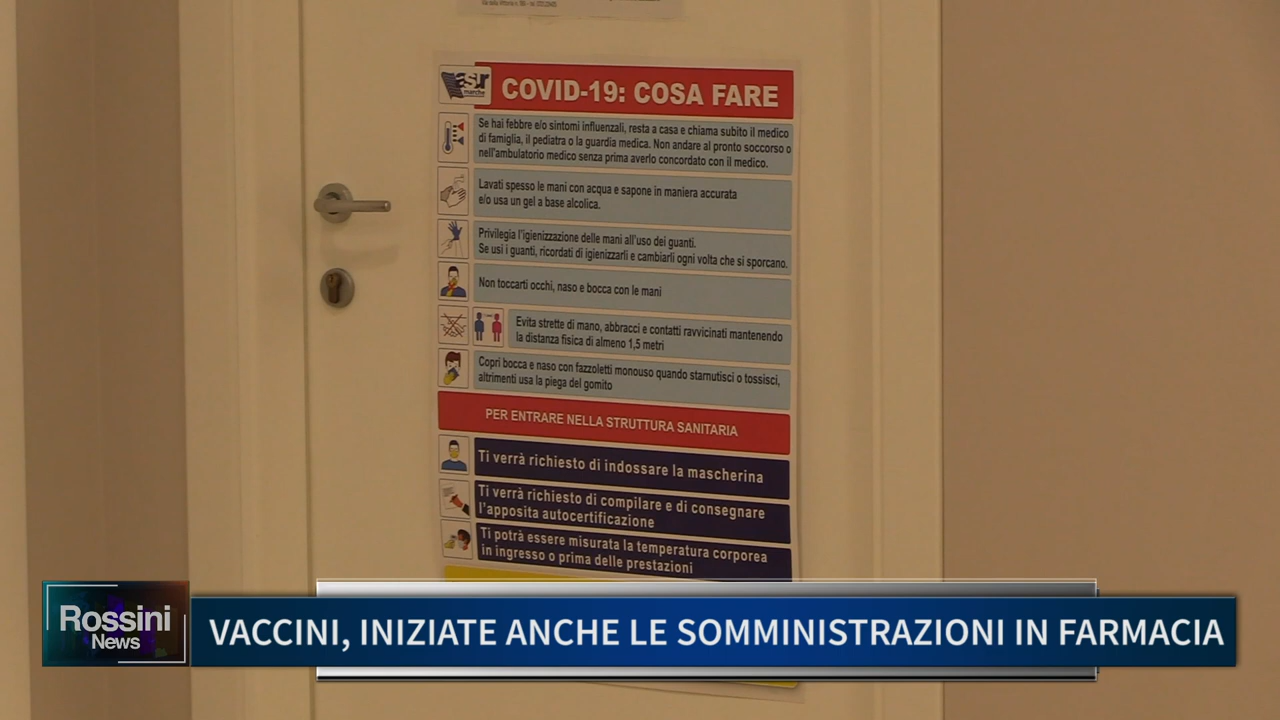 asur
marche
COVID-19: COSA FARE
Se hai febbre e/o sintomi influenzali, resta a casa e chiama subito il medico
di famiglia, il pediatra o la guardia medica. Non andare al pronto soccorso o
nell'ambulatorio medico senza prima averlo concordato con il medico.
Lavati spesso le mani con acqua e sapone in maniera accurata
e/o usa un gel a base alcolica.
Privilegia l'igienizzazione delle mani all'uso dei guanti.
Se usi i guanti, ricordati di igienizzarli e cambiarli ogni volta che si sporcano.
Non toccarti occhi, naso e bocca con le mani
Evita strette di mano, abbracci e contatti ravvicinati mantenendo
la distanza fisica di almeno 1,5 metri
Copri bocca e naso con fazzoletti monouso quando starnutisci o tossisci,
altrimenti usa la piega del gomito
PER ENTRARE NELLA STRUTTURA SANITARIA
Ti verrà richiesto di indossare la mascherina
Ti verrà richiesto di compilare e di consegnare
l'apposita autocertificazione
Ti potrà essere misurata la temperatura corporea
in ingresso o prima delle prestazioni
Rossini
News
VACCINI, INIZIATE ANCHE LE SOMMINISTRAZIONI IN FARMACIA